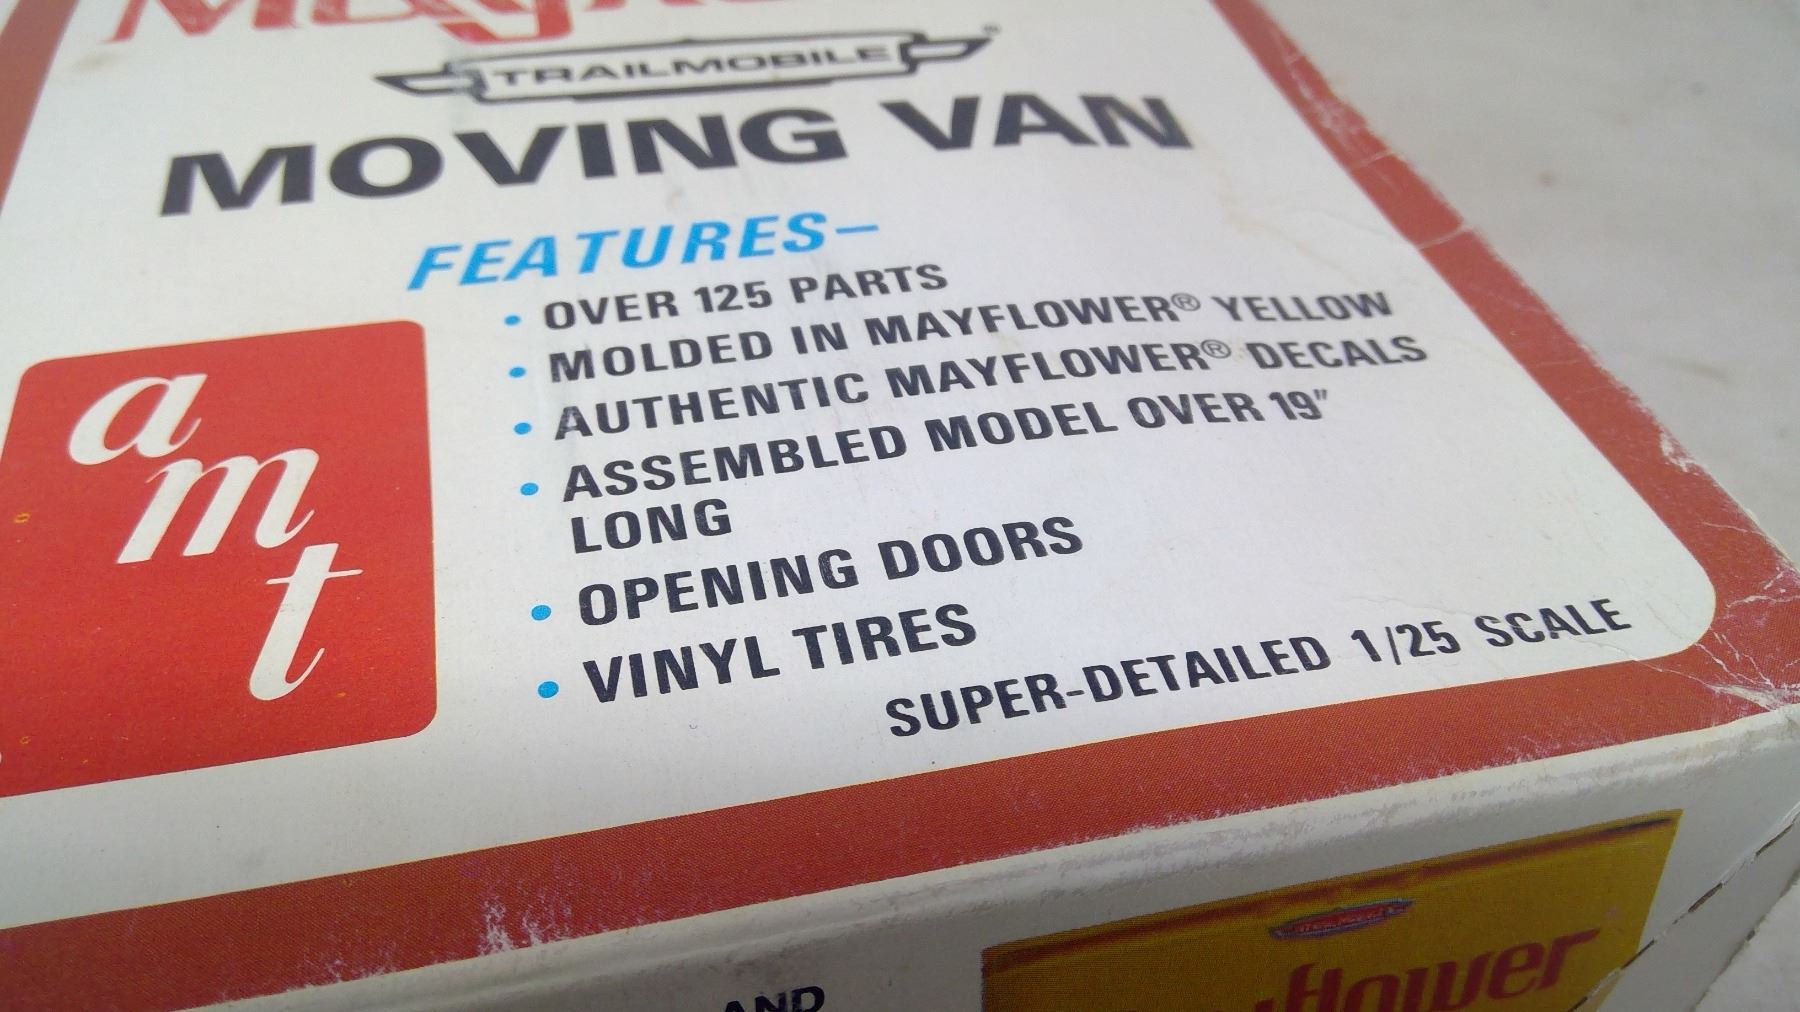 TRAILMOBILE®
MOVING VAN
FEATURES–
• OVER 125 PARTS
• MOLDED IN MAYFLOWER® YELLOW
• AUTHENTIC MAYFLOWER® DECALS
• ASSEMBLED MODEL OVER 19"
LONG
• OPENING DOORS
• VINYL TIRES
SUPER-DETAILED 1/25 SCALE
amt
AND
flower